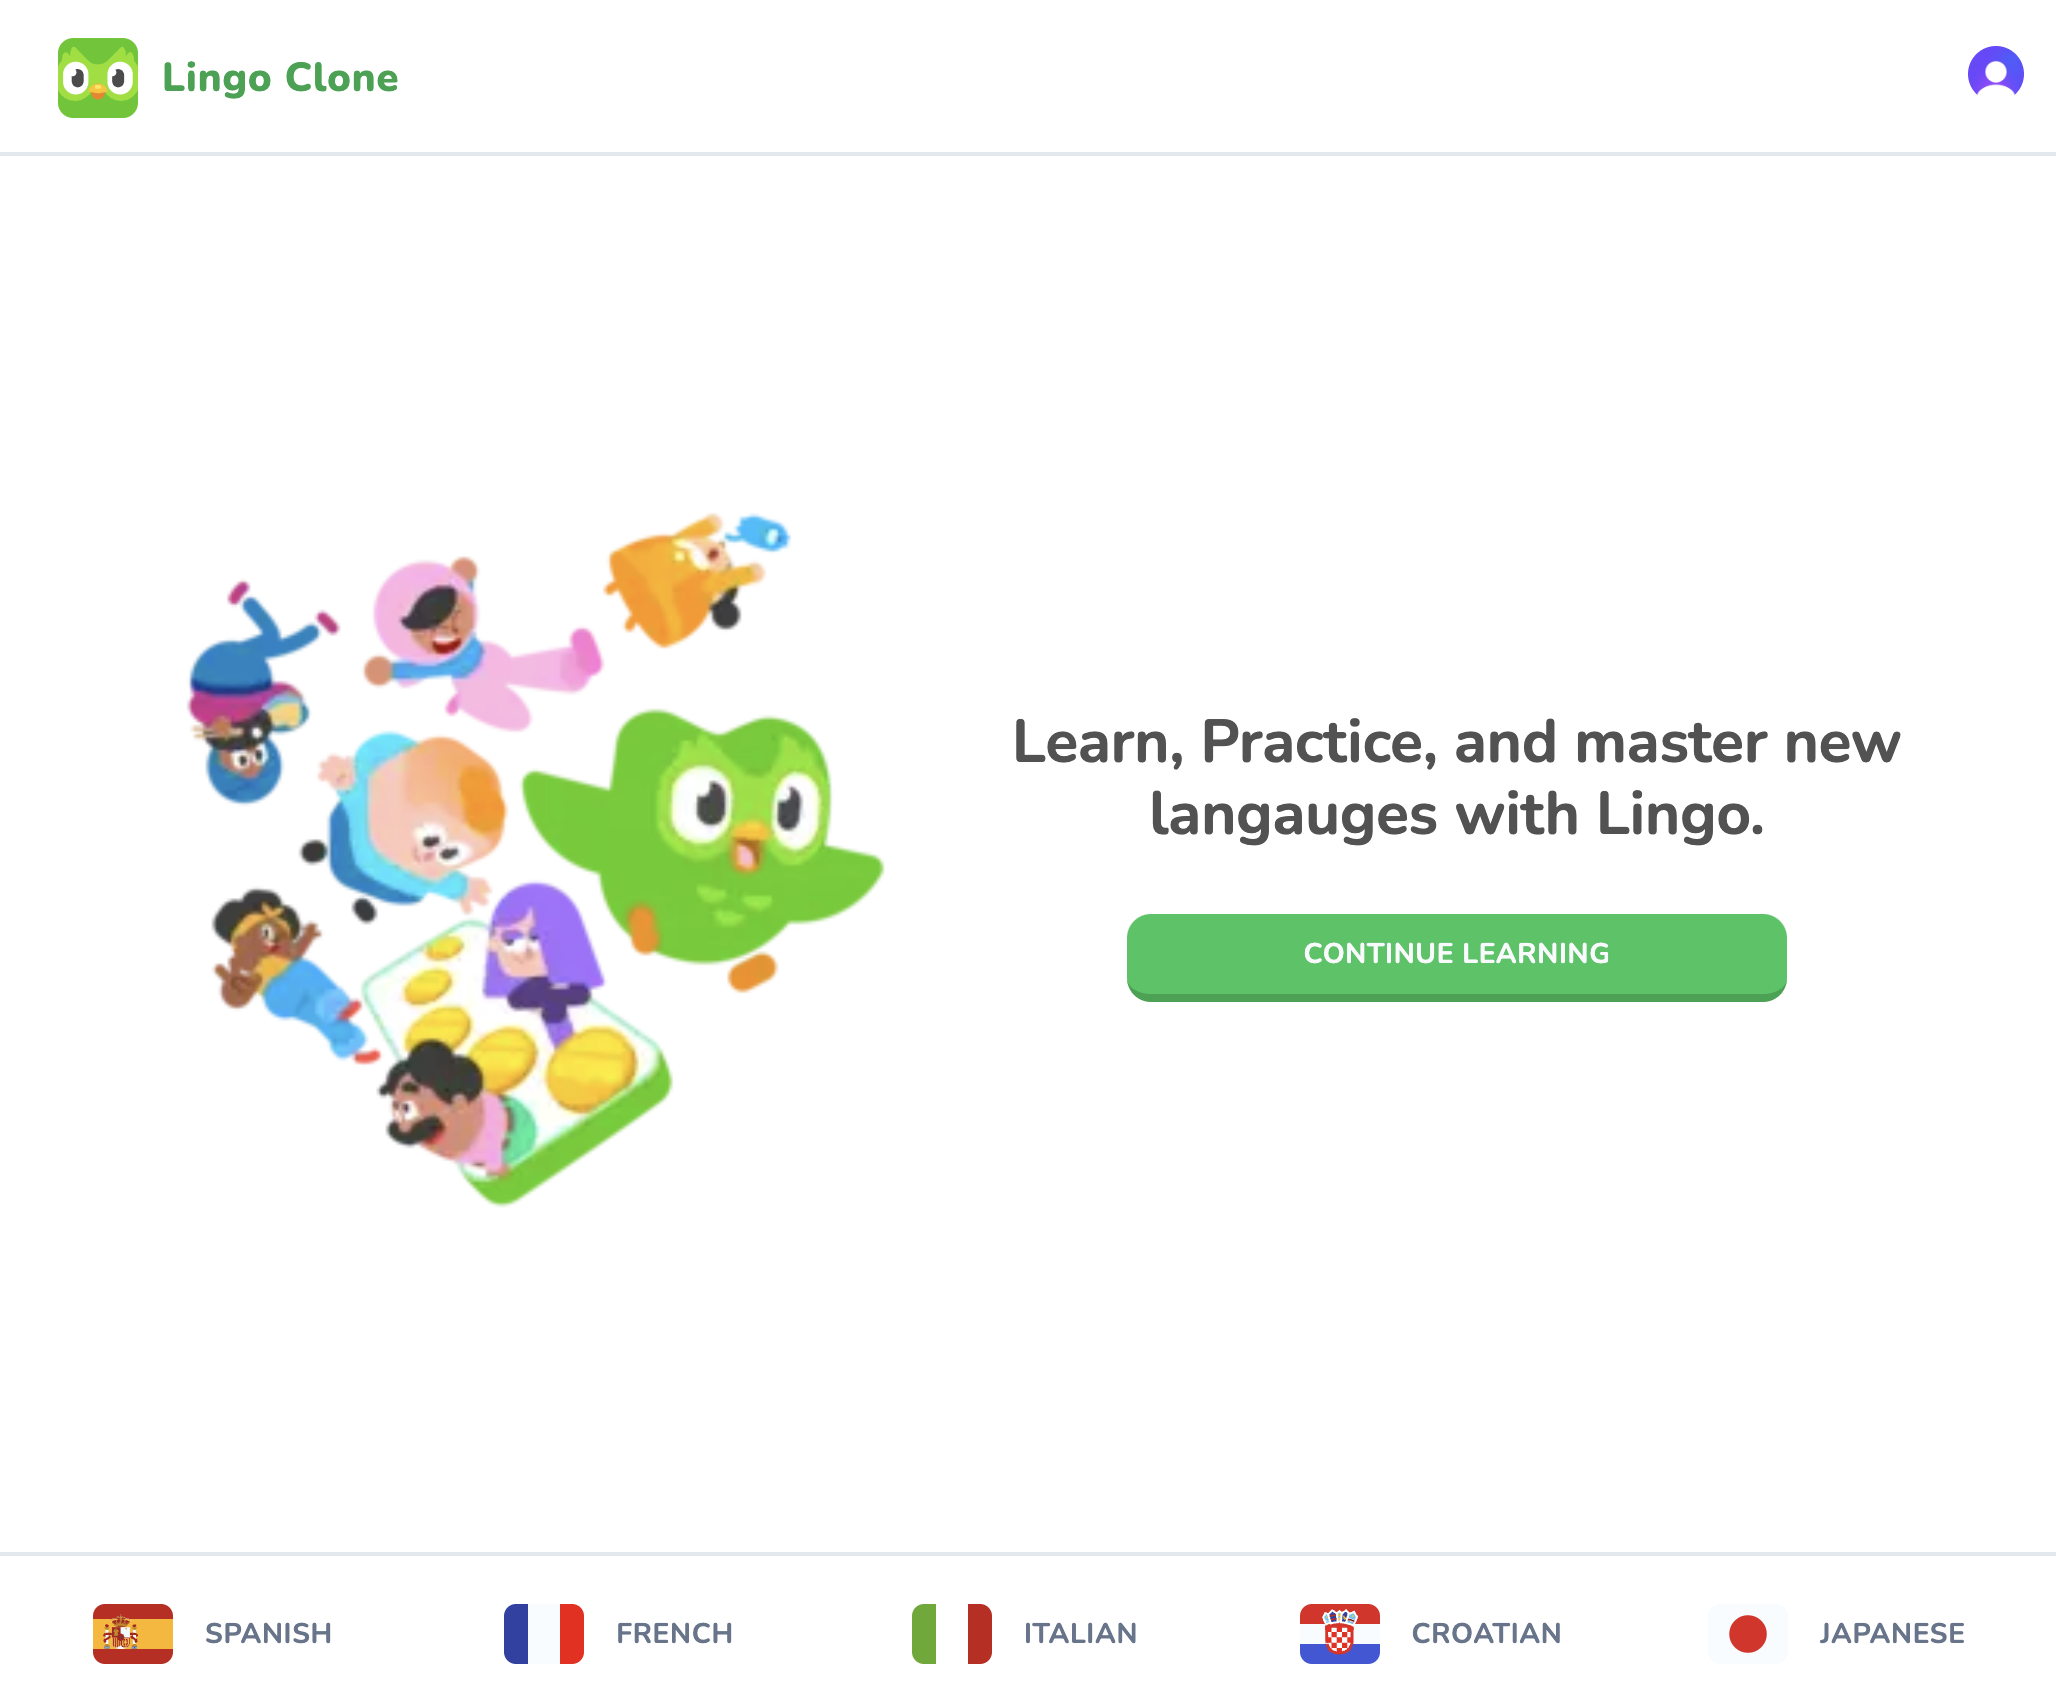 Lingo Clone
Learn, Practice, and master new
langauges with Lingo.
CONTINUE LEARNING
SPANISH
FRENCH
ITALIAN
CROATIAN
JAPANESE